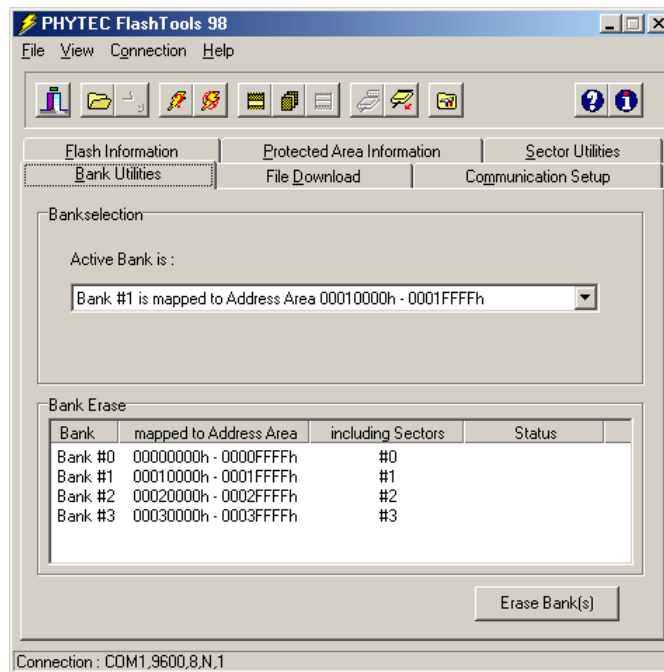 PHYTEC FlashTools 98
File View Connection Help
Flash Information Protected Area Information Sector Utilities
Bank Utilities File Download Communication Setup
Bankselection
Active Bank is :
Bank #1 is mapped to Address Area 00010000h - 0001FFFFh
Bank Erase
Bank mapped to Address Area including Sectors Status
Bank #0 00000000h - 0000FFFFh #0
Bank #1 00010000h - 0001FFFFh #1
Bank #2 00020000h - 0002FFFFh #2
Bank #3 00030000h - 0003FFFFh #3
Erase Bank(s)
Connection : COM1,9600,8,N,1